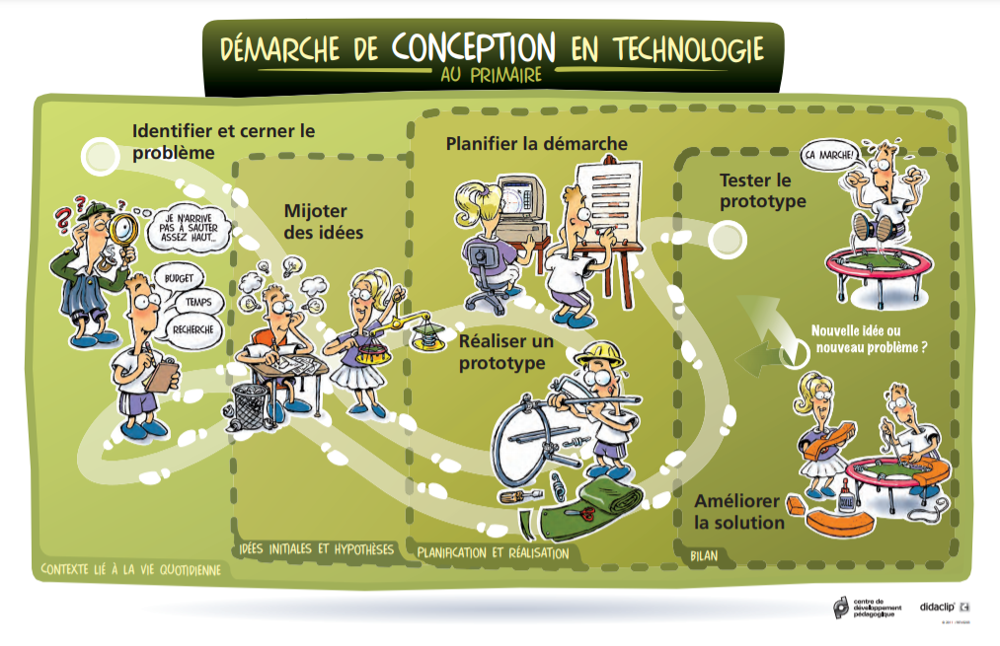 DÉMARCHE DE CONCEPTION EN TECHNOLOGIE
AU PRIMAIRE
Identifier et cerner le
problème
JE N'ARRIVE
PAS À SAUTER
ASSEZ HAUT...
BUDGET
TEMPS
RECHERCHE
Mijoter
des idées
Planifier la démarche
Réaliser un
prototype
Tester le
prototype
ÇA MARCHE!
Nouvelle idée ou
nouveau problème ?
Améliorer
la solution
CONTEXTE LIÉ À LA VIE QUOTIDIENNE
IDÉES INITIALES ET HYPOTHÈSES
PLANIFICATION ET RÉALISATION
BILAN
centre de
développement
pédagogique
didaclip